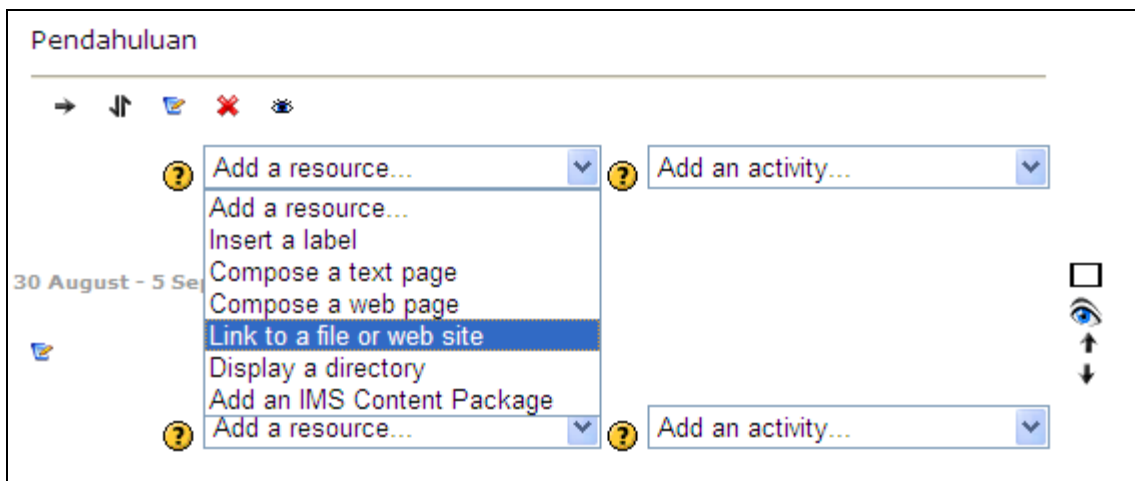 Pendahuluan
Add a resource... Add an activity...
Add a resource...
Insert a label
Compose a text page
30 August - 5 Sep
Compose a web page
Link to a file or web site
Display a directory
Add an IMS Content Package
Add a resource... Add an activity...